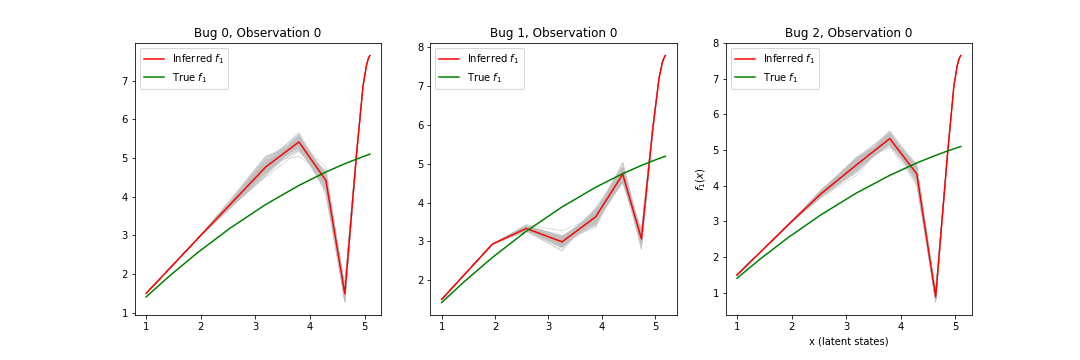 Bug 0, Observation 0
Inferred f₁
True f₁
7
6
5
4
3
2
1
1 2 3 4 5
Bug 1, Observation 0
Inferred f₁
True f₁
8
7
6
5
4
3
2
1 2 3 4 5
Bug 2, Observation 0
Inferred f₁
True f₁
f₁(x)
8
7
6
5
4
3
2
1
1 2 3 4 5
x (latent states)